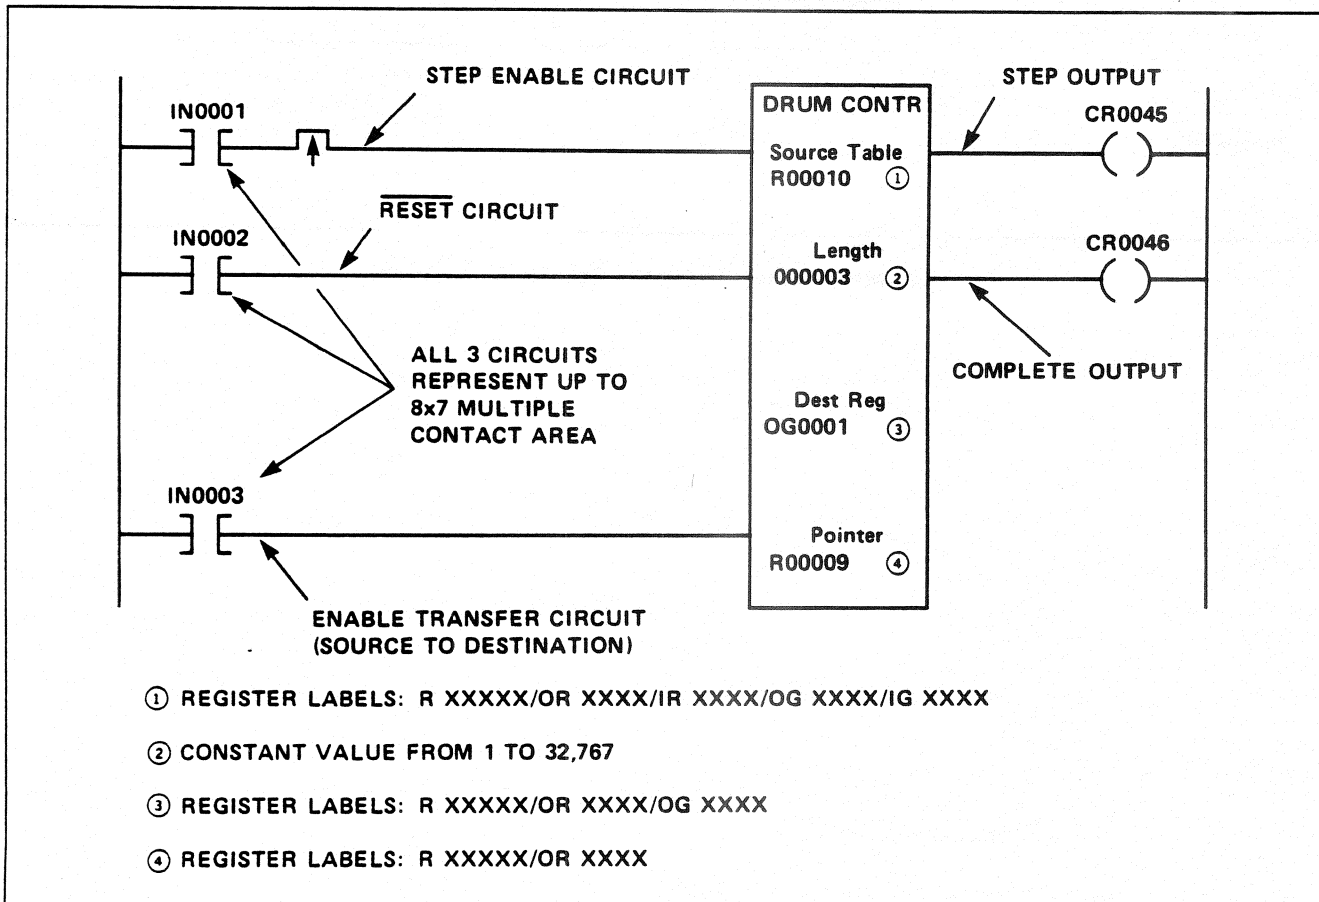 STEP ENABLE CIRCUIT
STEP OUTPUT
IN0001
DRUM CONTR
CR0045
Source Table
R00010 ①
RESET CIRCUIT
IN0002
Length
000003 ②
CR0046
ALL 3 CIRCUITS
REPRESENT UP TO
8x7 MULTIPLE
CONTACT AREA
COMPLETE OUTPUT
Dest Reg
OG0001 ③
IN0003
Pointer
R00009 ④
ENABLE TRANSFER CIRCUIT
(SOURCE TO DESTINATION)
① REGISTER LABELS: R XXXXX/OR XXXX/IR XXXX/OG XXXX/IG XXXX
② CONSTANT VALUE FROM 1 TO 32,767
③ REGISTER LABELS: R XXXXX/OR XXXX/OG XXXX
④ REGISTER LABELS: R XXXXX/OR XXXX